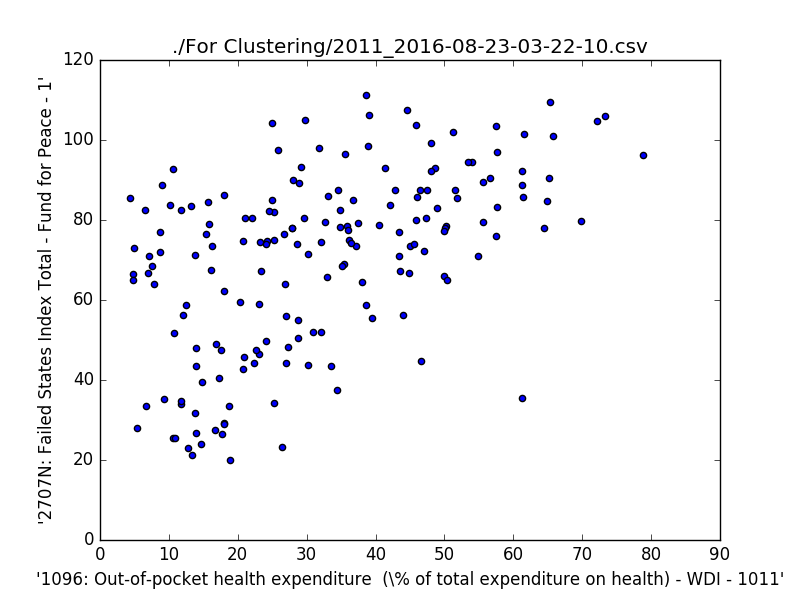 ./For Clustering/2011_2016-08-23-03-22-10.csv
'2707N: Failed States Index Total - Fund for Peace - 1'
120
100
80
60
40
20
0
0 10 20 30 40 50 60 70 80 90
'1096: Out-of-pocket health expenditure  (\% of total expenditure on health) - WDI - 1011'